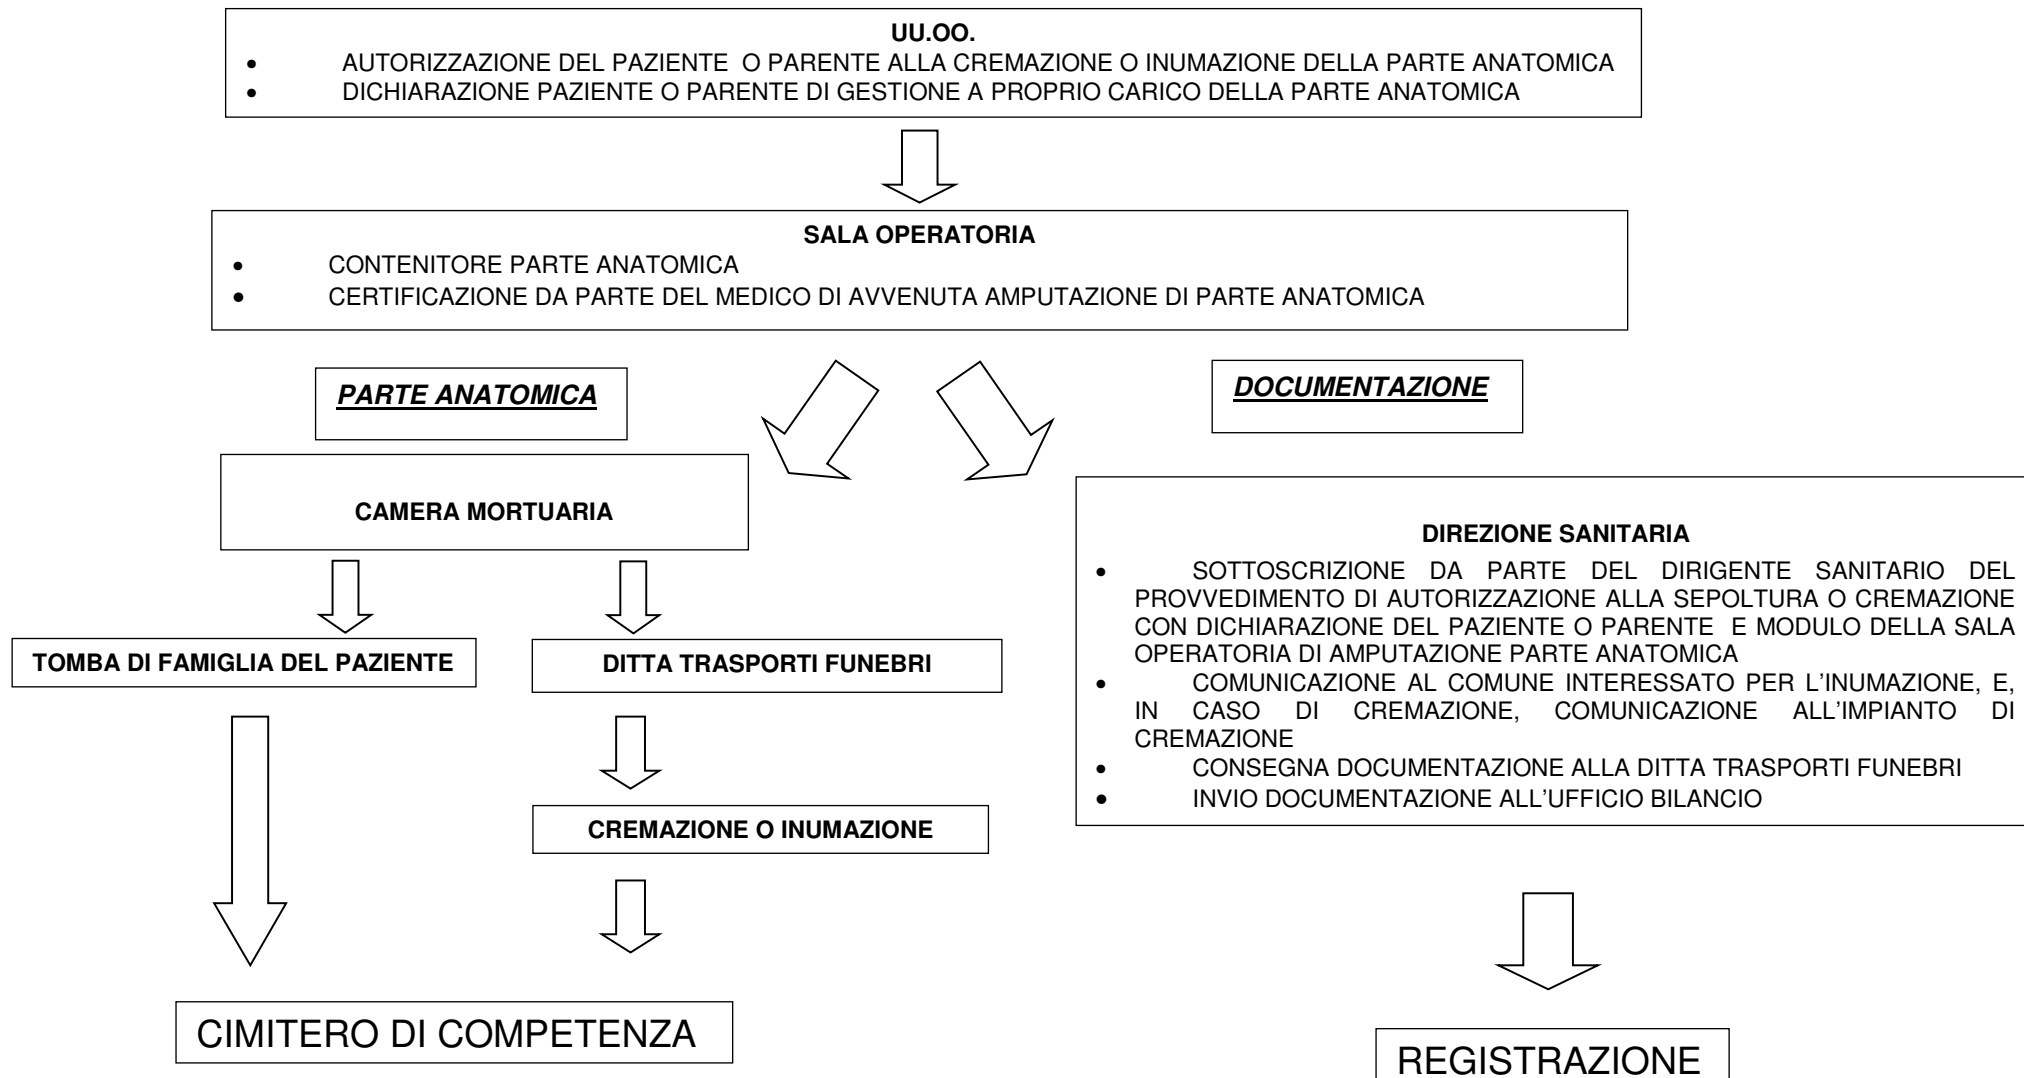 UU.OO.
• AUTORIZZAZIONE DEL PAZIENTE O PARENTE ALLA CREMAZIONE O INUMAZIONE DELLA PARTE ANATOMICA
• DICHIARAZIONE PAZIENTE O PARENTE DI GESTIONE A PROPRIO CARICO DELLA PARTE ANATOMICA
SALA OPERATORIA
• CONTENITORE PARTE ANATOMICA
• CERTIFICAZIONE DA PARTE DEL MEDICO DI AVVENUTA AMPUTAZIONE DI PARTE ANATOMICA
PARTE ANATOMICA
DOCUMENTAZIONE
CAMERA MORTUARIA
TOMBA DI FAMIGLIA DEL PAZIENTE
DITTA TRASPORTI FUNEBRI
CREMAZIONE O INUMAZIONE
CIMITERO DI COMPETENZA
DIREZIONE SANITARIA
• SOTTOSCRIZIONE DA PARTE DEL DIRIGENTE SANITARIO DEL
PROVVEDIMENTO DI AUTORIZZAZIONE ALLA SEPOLTURA O CREMAZIONE
CON DICHIARAZIONE DEL PAZIENTE O PARENTE E MODULO DELLA SALA
OPERATORIA DI AMPUTAZIONE PARTE ANATOMICA
• COMUNICAZIONE AL COMUNE INTERESSATO PER L'INUMAZIONE, E,
IN CASO DI CREMAZIONE, COMUNICAZIONE ALL'IMPIANTO DI
CREMAZIONE
• CONSEGNA DOCUMENTAZIONE ALLA DITTA TRASPORTI FUNEBRI
• INVIO DOCUMENTAZIONE ALL'UFFICIO BILANCIO
REGISTRAZIONE